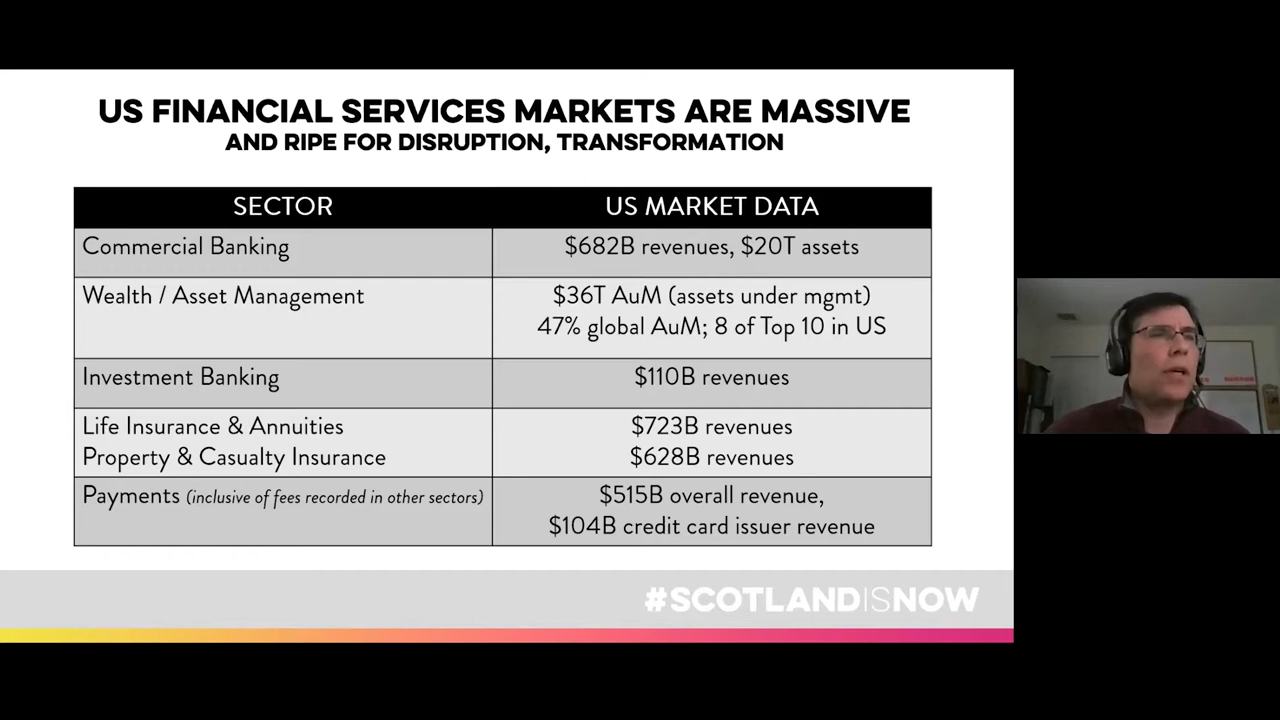 US FINANCIAL SERVICES MARKETS ARE MASSIVE
AND RIPE FOR DISRUPTION, TRANSFORMATION
SECTOR
US MARKET DATA
Commercial Banking
$682B revenues, $20T assets
Wealth / Asset Management
$36T AuM (assets under mgmt)
47% global AuM; 8 of Top 10 in US
Investment Banking
$110B revenues
Life Insurance & Annuities
$723B revenues
Property & Casualty Insurance
$628B revenues
Payments (inclusive of fees recorded in other sectors)
$515B overall revenue,
$104B credit card issuer revenue
#SCOTLANDISNOW